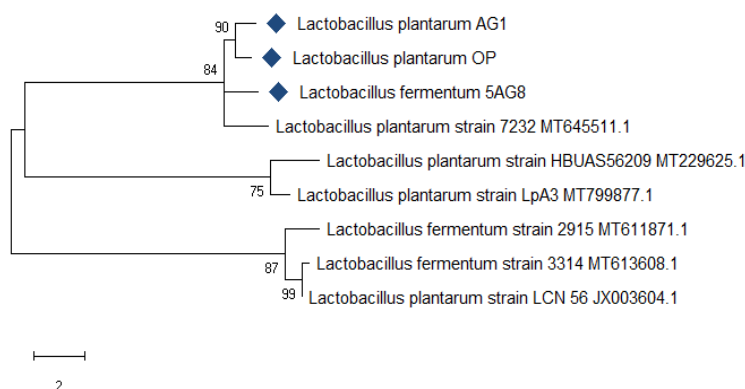 90
Lactobacillus plantarum AG1
Lactobacillus plantarum OP
84
Lactobacillus fermentum 5AG8
Lactobacillus plantarum strain 7232 MT645511.1
Lactobacillus plantarum strain HBUAS56209 MT229625.1
75
Lactobacillus plantarum strain LpA3 MT799877.1
Lactobacillus fermentum strain 2915 MT611871.1
87
Lactobacillus fermentum strain 3314 MT613608.1
99
Lactobacillus plantarum strain LCN 56 JX003604.1
2